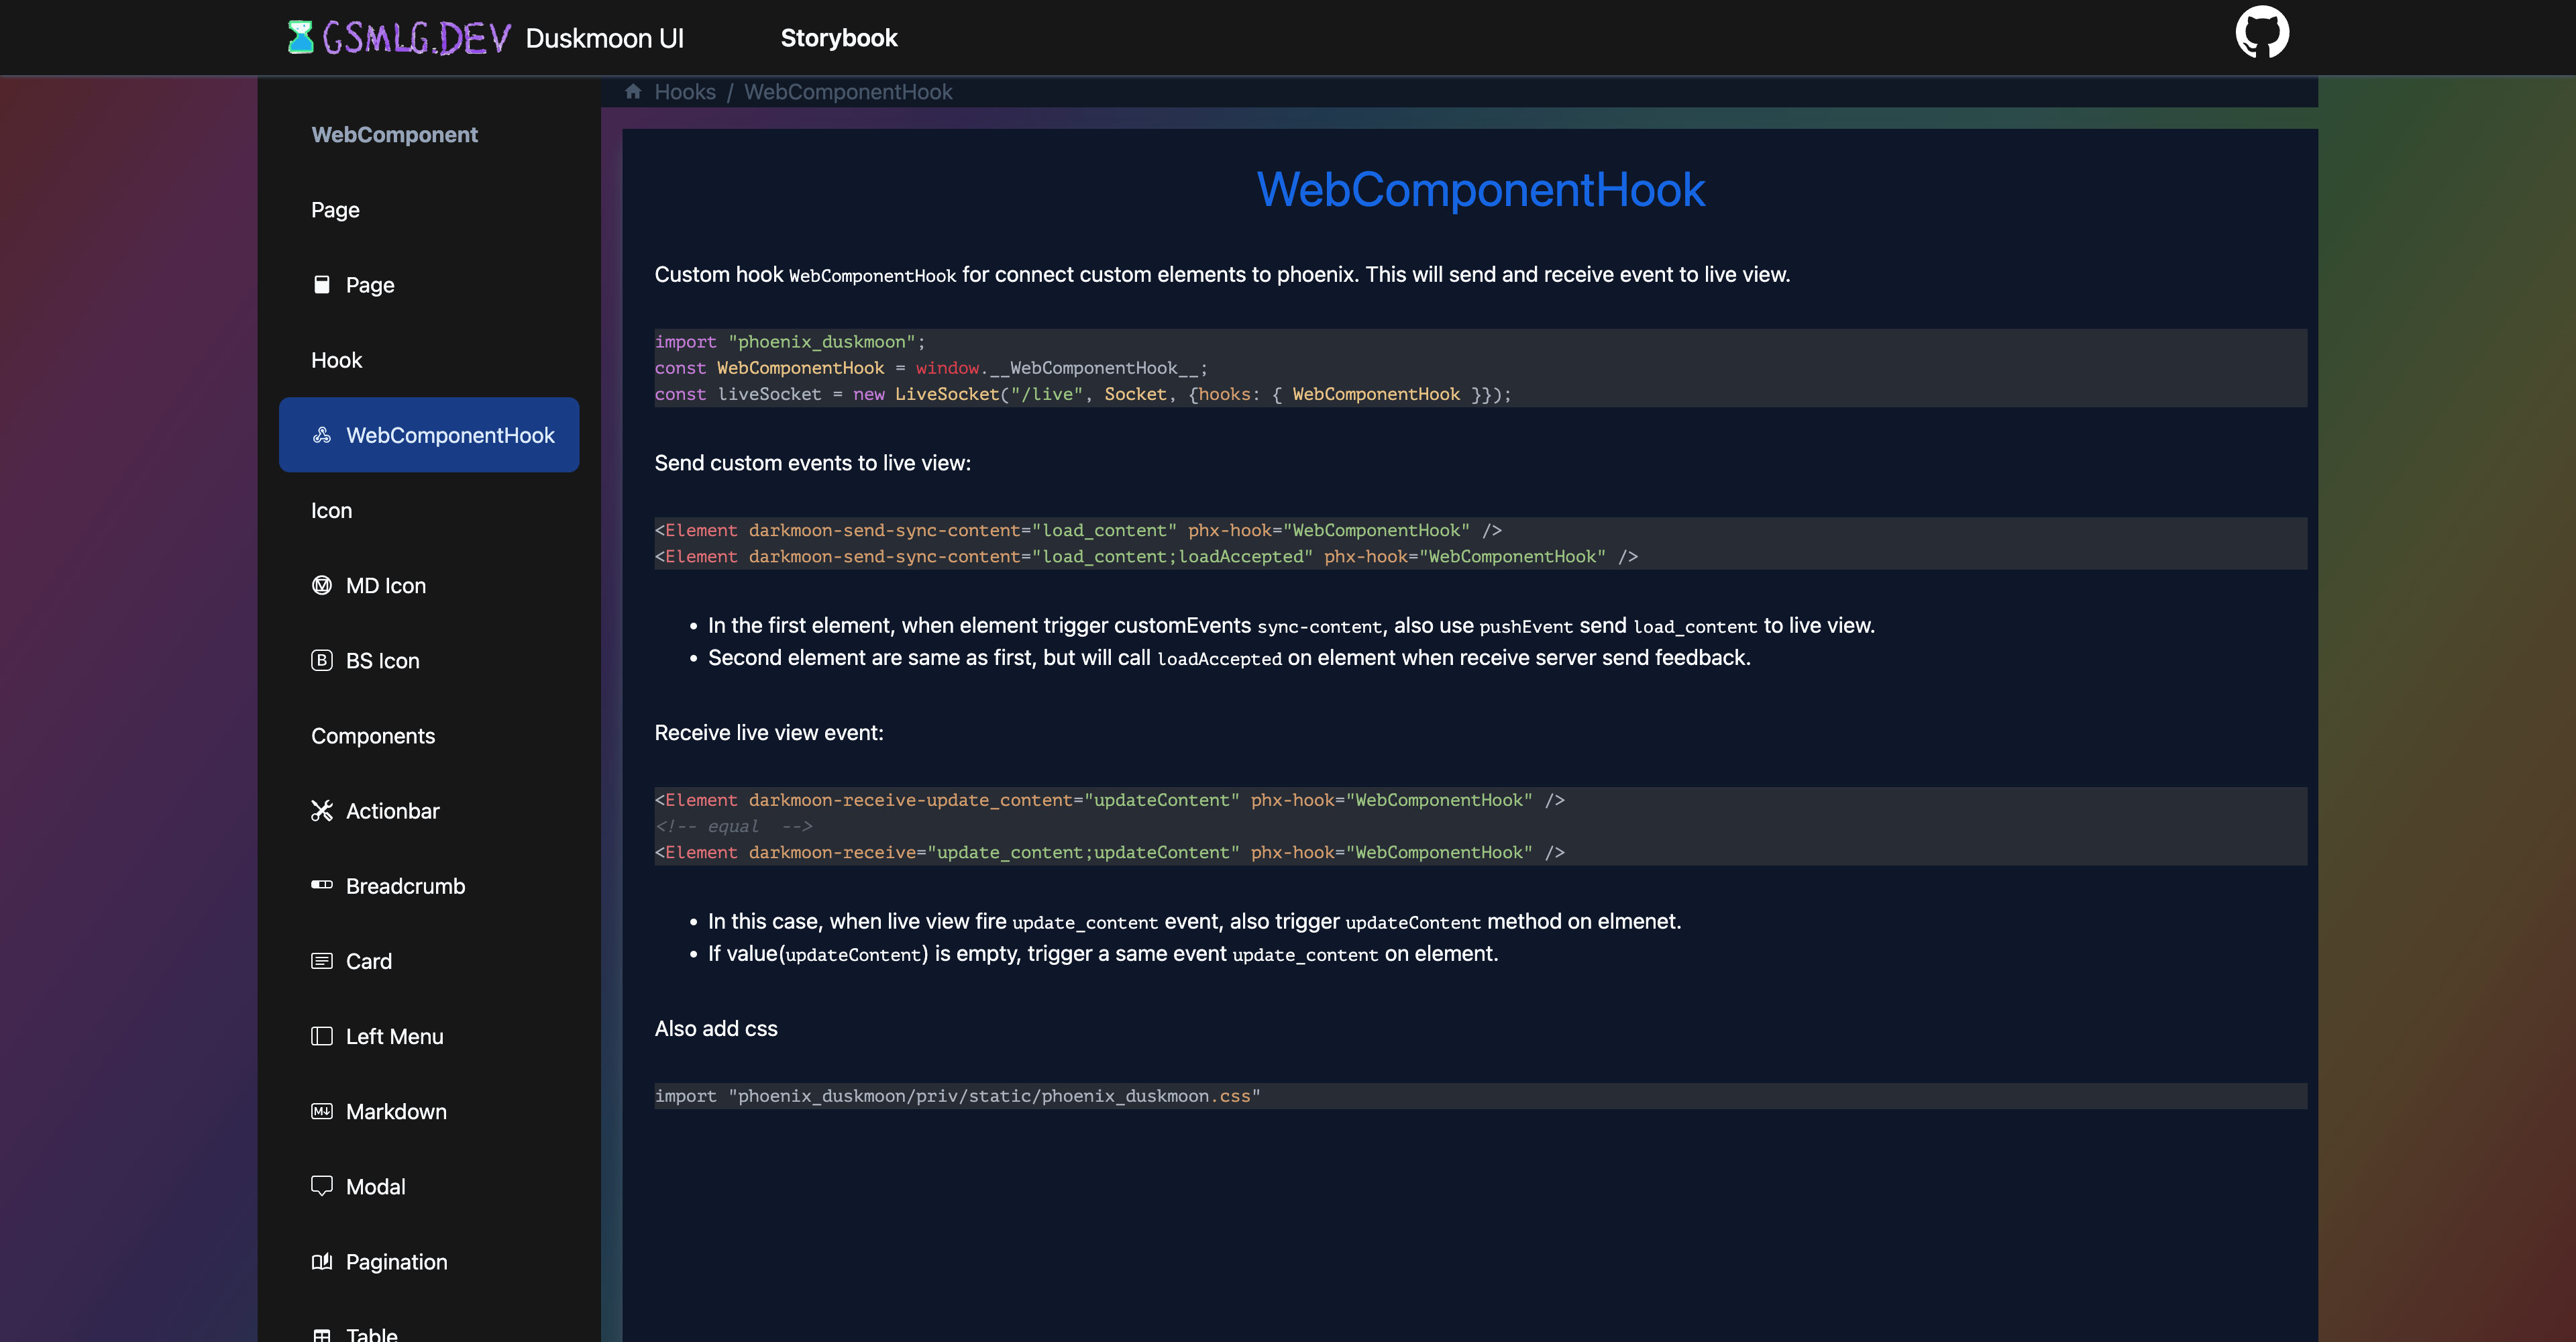 GSMLG.DEV Duskmoon UI Storybook
Hooks / WebComponentHook
WebComponent
Page
Page
Hook
WebComponentHook
Icon
MD Icon
BS Icon
Components
Actionbar
Breadcrumb
Card
Left Menu
Markdown
Modal
Pagination
Table
WebComponentHook
Custom hook WebComponentHook for connect custom elements to phoenix. This will send and receive event to live view.
import "phoenix_duskmoon";
const WebComponentHook = window.__WebComponentHook__;
const liveSocket = new LiveSocket("/live", Socket, {hooks: { WebComponentHook }});
Send custom events to live view:
<Element darkmoon-send-sync-content="load_content" phx-hook="WebComponentHook" />
<Element darkmoon-send-sync-content="load_content;loadAccepted" phx-hook="WebComponentHook" />
• In the first element, when element trigger customEvents sync-content, also use pushEvent send load_content to live view.
• Second element are same as first, but will call loadAccepted on element when receive server send feedback.
Receive live view event:
<Element darkmoon-receive-update_content="updateContent" phx-hook="WebComponentHook" />
<!-- equal  -->
<Element darkmoon-receive="update_content;updateContent" phx-hook="WebComponentHook" />
• In this case, when live view fire update_content event, also trigger updateContent method on elmenet.
• If value(updateContent) is empty, trigger a same event update_content on element.
Also add css
import "phoenix_duskmoon/priv/static/phoenix_duskmoon.css"